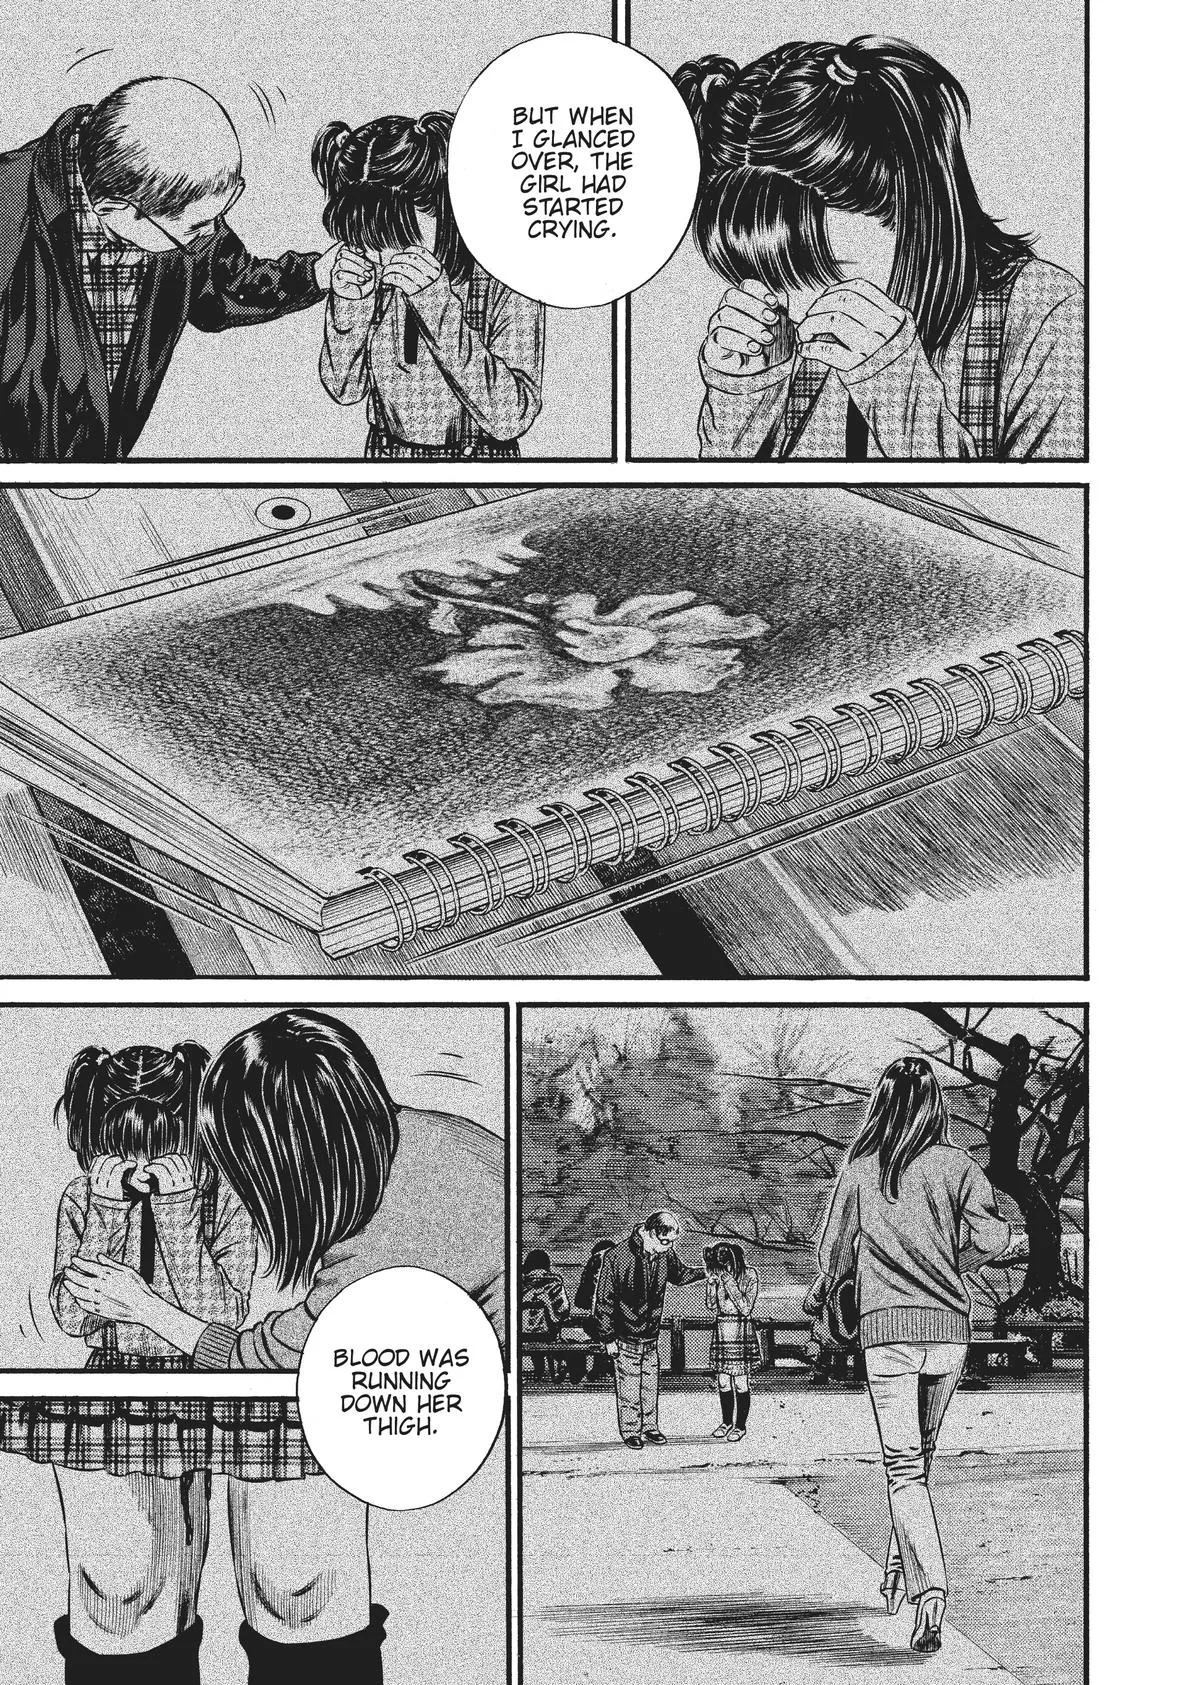 BUT WHEN
I GLANCED
OVER, THE
GIRL HAD
STARTED
CRYING.
BLOOD WAS
RUNNING
DOWN HER
THIGH.